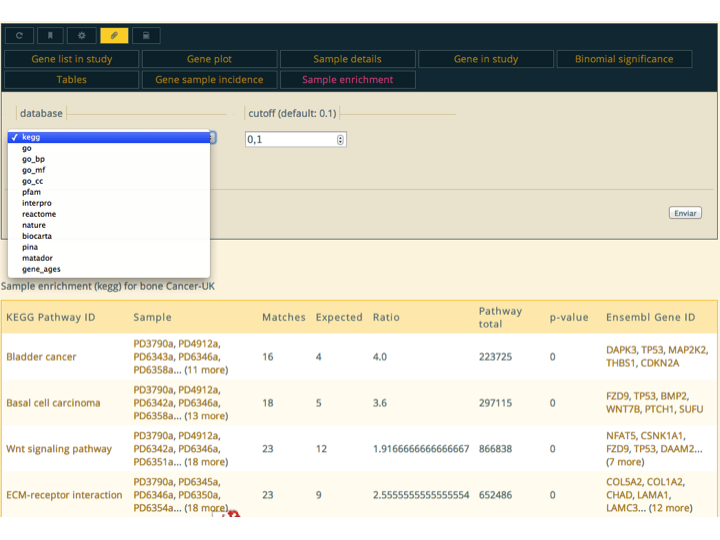 Gene list in study
Gene plot
Sample details
Gene in study
Binomial significance
Tables
Gene sample incidence
Sample enrichment
database
cutoff (default: 0.1)
✓ kegg
0,1
go
go_bp
go_mf
go_cc
pfam
interpro
reactome
nature
biocarta
pina
matador
gene_ages
Enviar
Sample enrichment (kegg) for bone Cancer-UK
KEGG Pathway ID
Sample
Matches
Expected
Ratio
Pathway
total
p-value
Ensembl Gene ID
Bladder cancer
PD3790a, PD4912a,
PD6343a, PD6346a,
PD6358a... (11 more)
16
4
4.0
223725
0
DAPK3, TP53, MAP2K2,
THBS1, CDKN2A
Basal cell carcinoma
PD3790a, PD4912a,
PD6342a, PD6346a,
PD6358a... (13 more)
18
5
3.6
297115
0
FZD9, TP53, BMP2,
WNT7B, PTCH1, SUFU
Wnt signaling pathway
PD3790a, PD4912a,
PD6342a, PD6346a,
PD6351a... (18 more)
23
12
1.9166666666666667
866838
0
NFAT5, CSNK1A1,
FZD9, TP53, DAAM2...
(7 more)
ECM-receptor interaction
PD3790a, PD6345a,
PD6346a, PD6350a,
PD6354a... (18 more)
23
9
2.5555555555555554
652486
0
COL5A2, COL1A2,
CHAD, LAMA1,
LAMC3... (12 more)